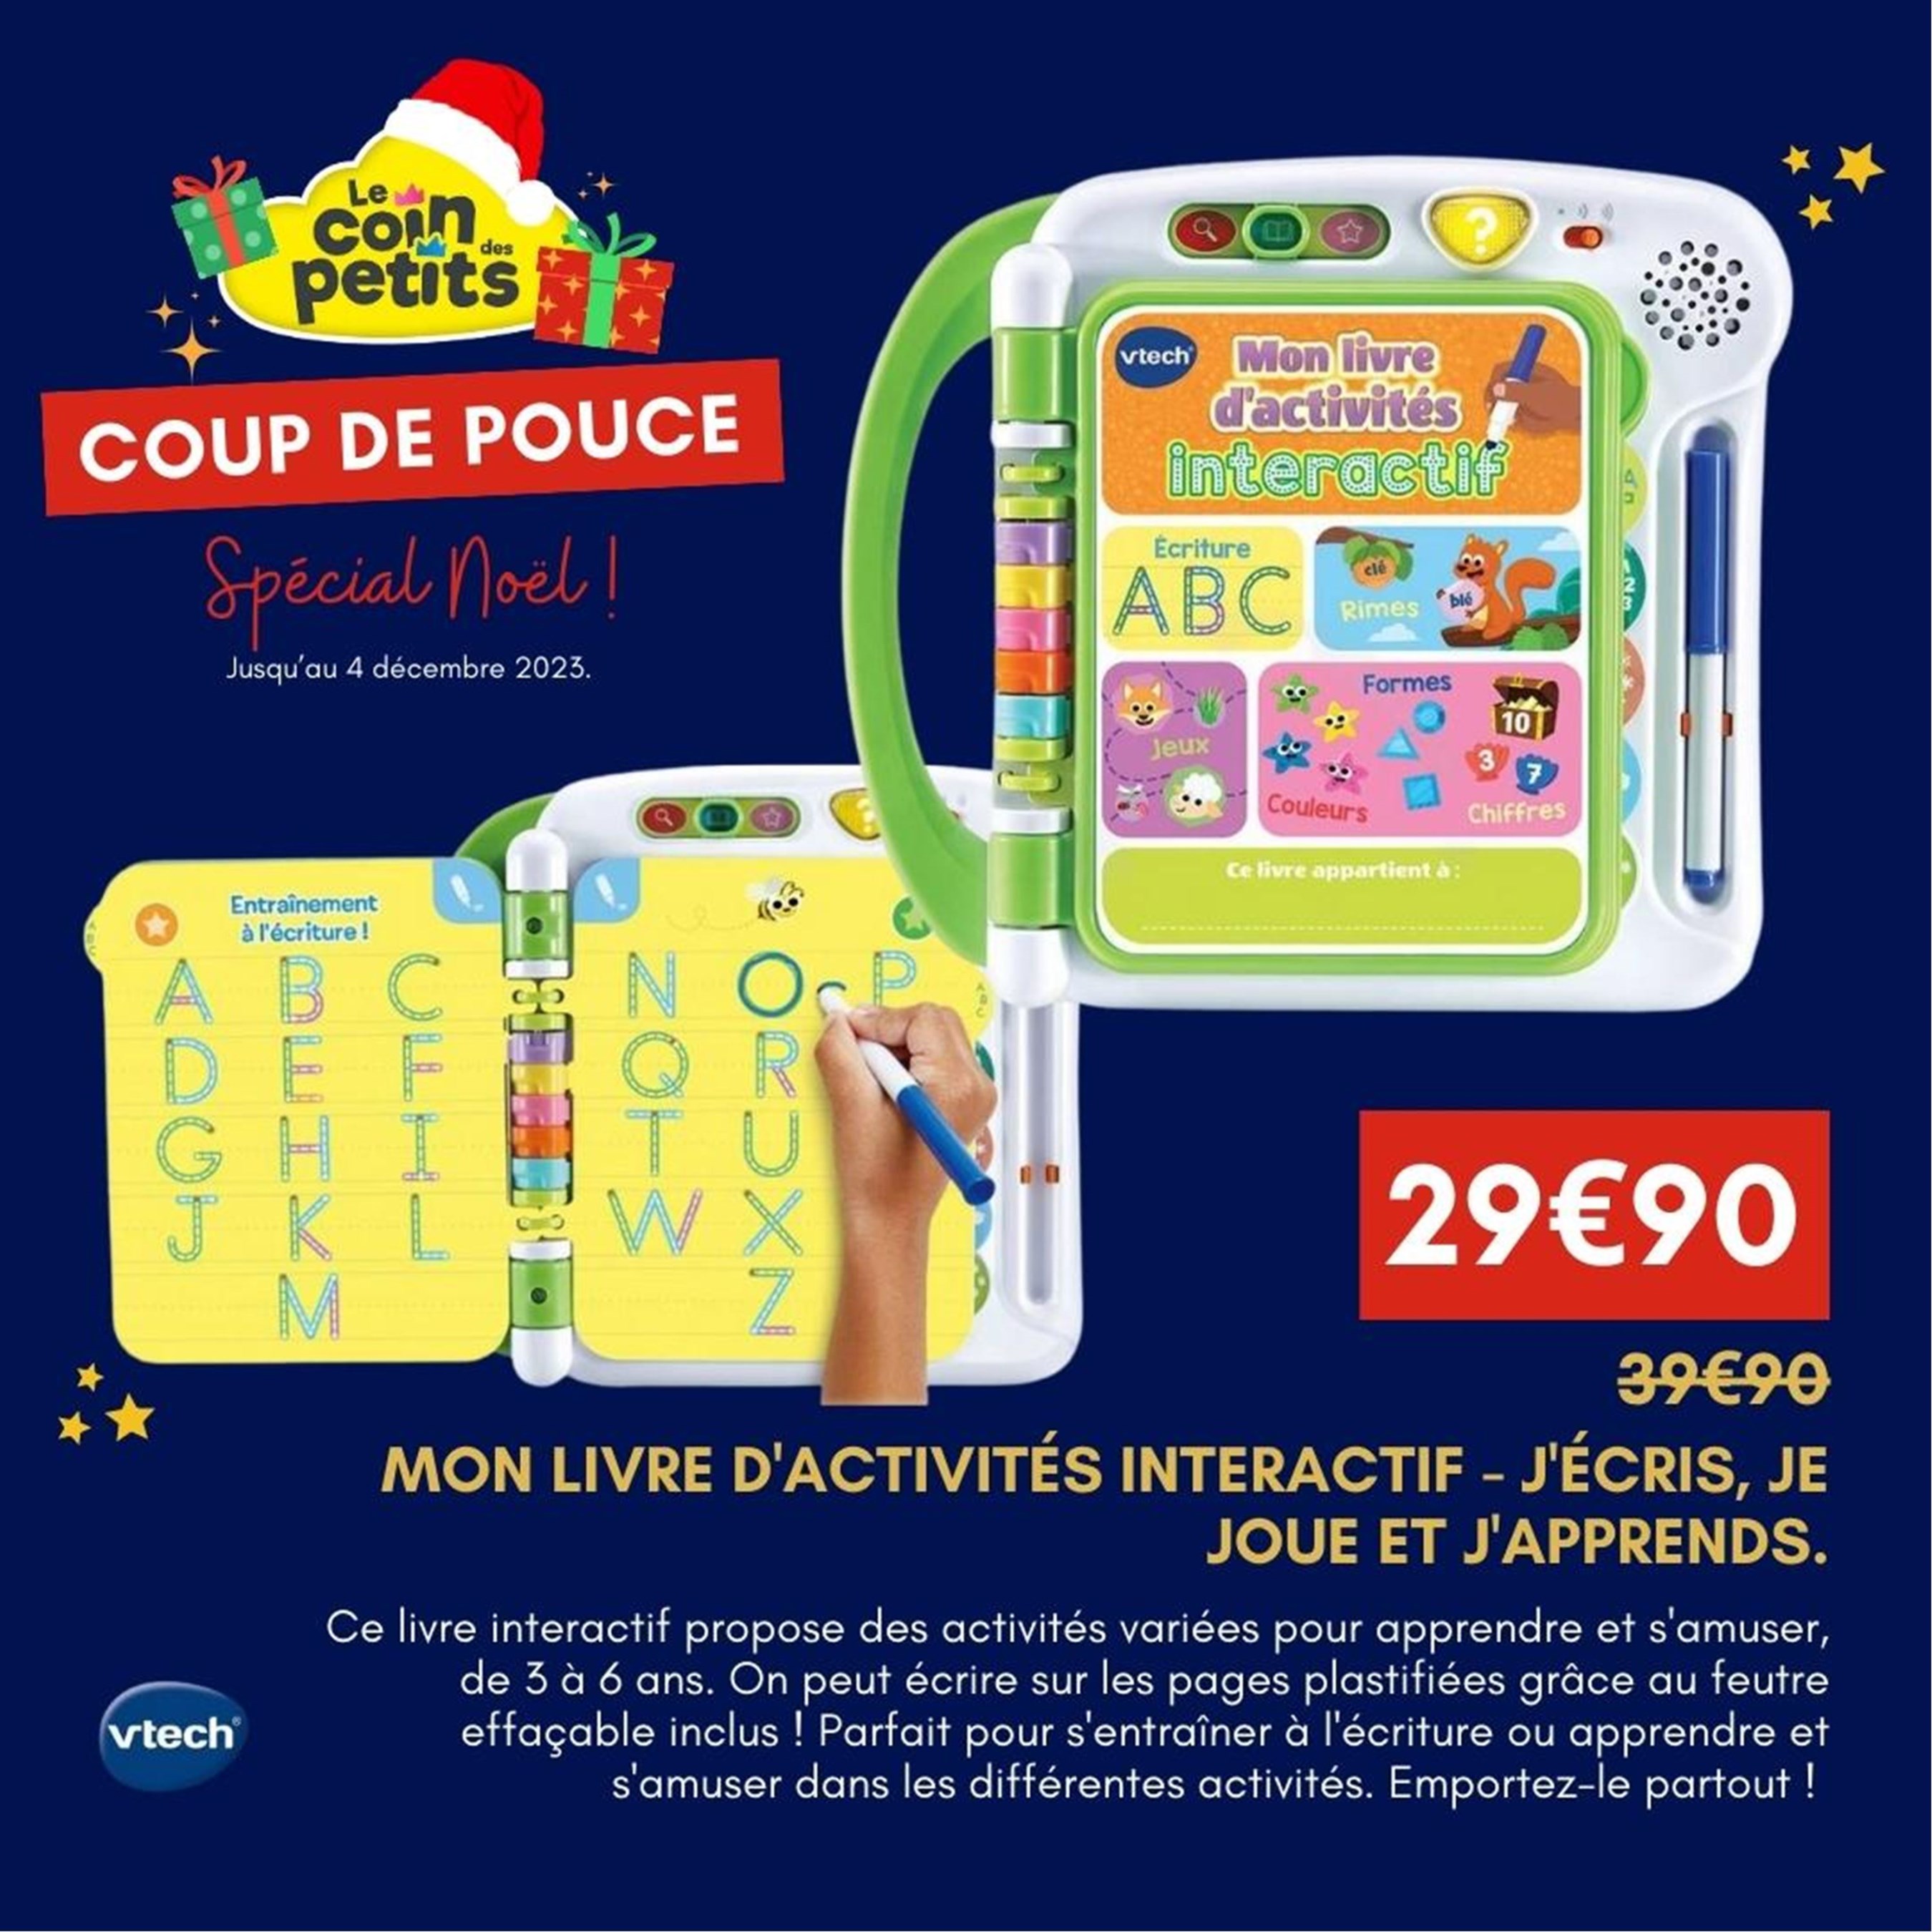 Le
coin
des
petits
COUP DE POUCE
Spécial Noël !
Jusqu'au 4 décembre 2023.
?
vtech
Mon livre
d'activités
interactif
Écriture
ABC
clé
Rimes
blé
Jeux
Formes
10
3
7
Couleurs
Chiffres
Ce livre appartient à :
Entraînement
à l'écriture !
A B C
D E F
G H I
J K L
M
N O P
Q R
T U
W X
Z
29€90
39€90
MON LIVRE D'ACTIVITÉS INTERACTIF - J'ÉCRIS, JE
JOUE ET J'APPRENDS.
Ce livre interactif propose des activités variées pour apprendre et s'amuser,
de 3 à 6 ans. On peut écrire sur les pages plastifiées grâce au feutre
effaçable inclus ! Parfait pour s'entraîner à l'écriture ou apprendre et
s'amuser dans les différentes activités. Emportez-le partout !
vtech®